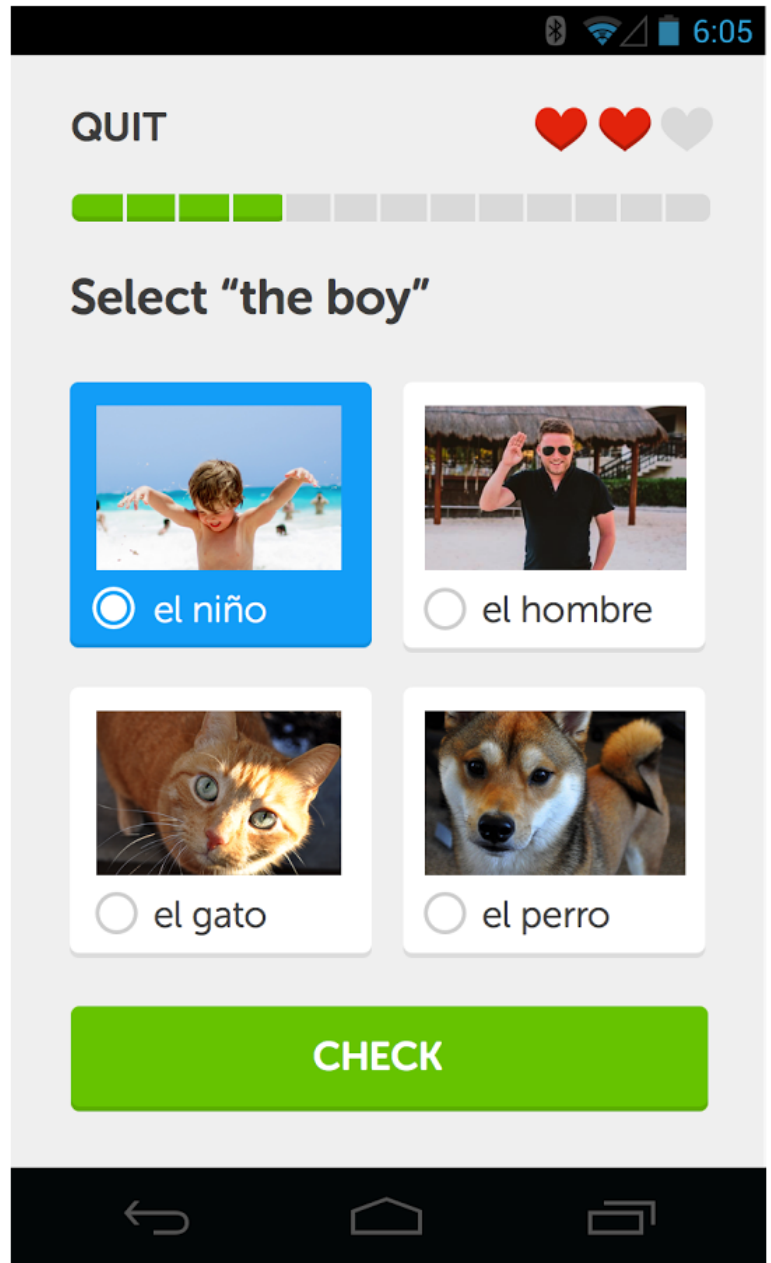 6:05
QUIT
Select “the boy”
el niño
el hombre
el gato
el perro
CHECK